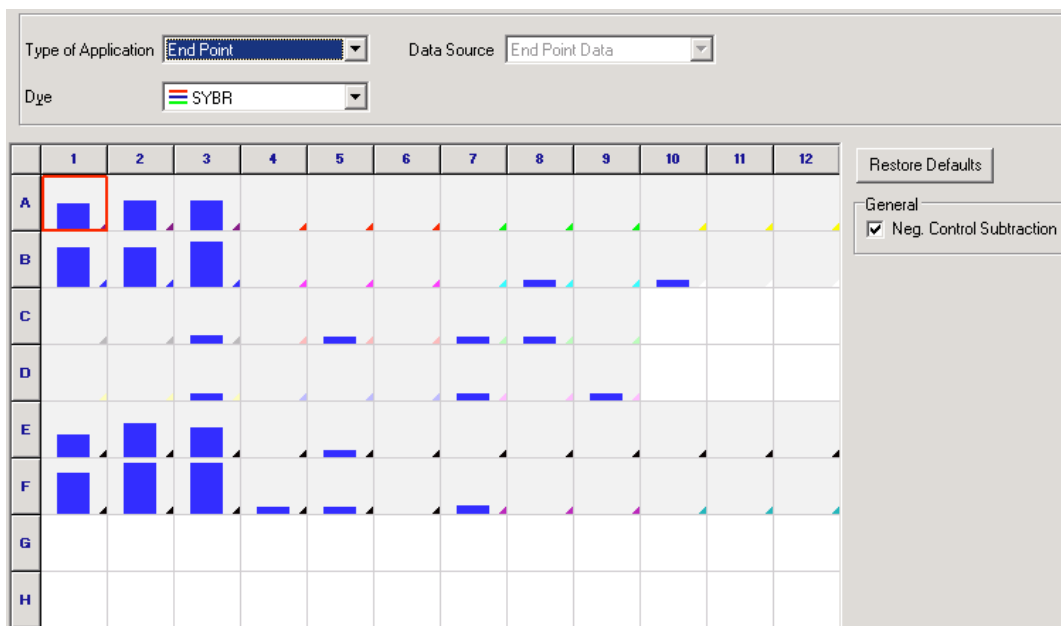 Type of Application End Point Data Source End Point Data
Dye SYBR
1 2 3 4 5 6 7 8 9 10 11 12
Restore Defaults
A
General
Neg. Control Subtraction
B
C
D
E
F
G
H